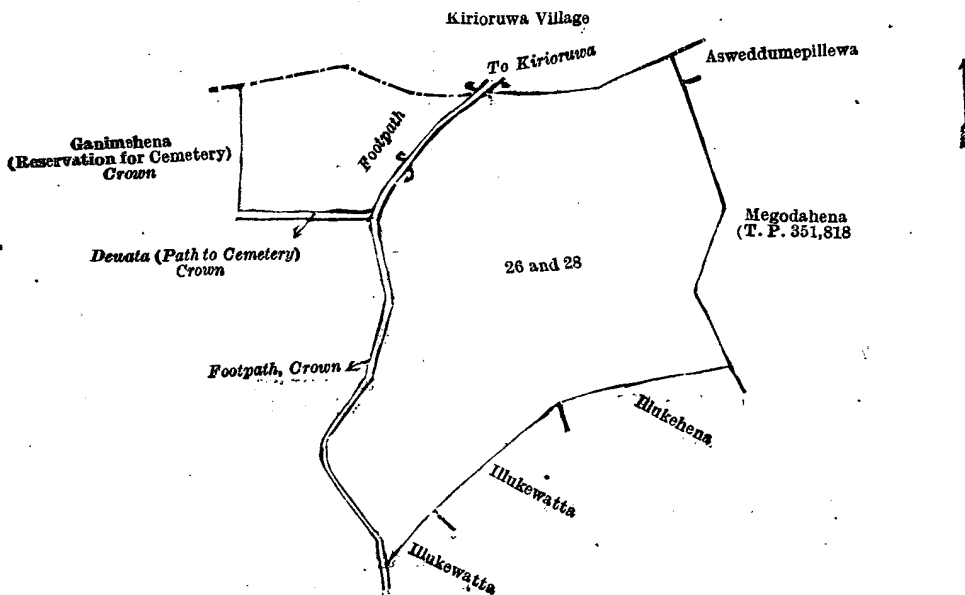 Kirioruwa Village
To Kirioruwa
Asweddumepillewa
Footpath
Ganimehena
(Reservation for Cemetery)
Crown
Megodahena
(T. P. 351,818
Dewata (Path to Cemetery)
Crown
26 and 28
Footpath, Crown
Illukehena
Illukewatta
Illukewatta